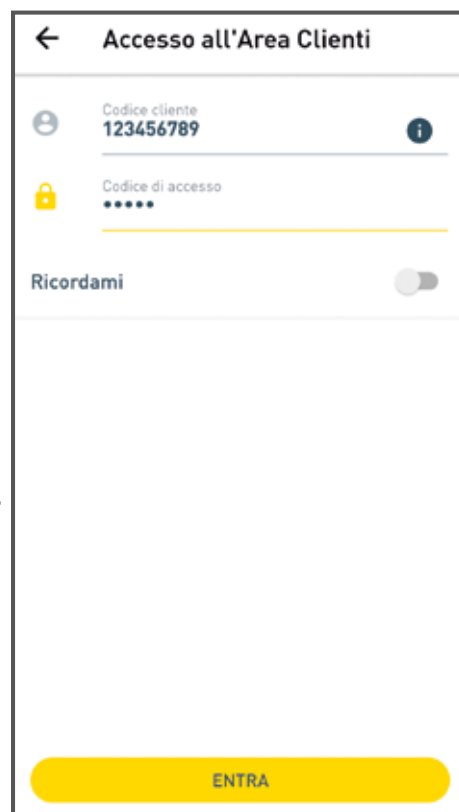 Accesso all'Area Clienti
Codice cliente
123456789
Codice di accesso
•••••
Ricordami
ENTRA